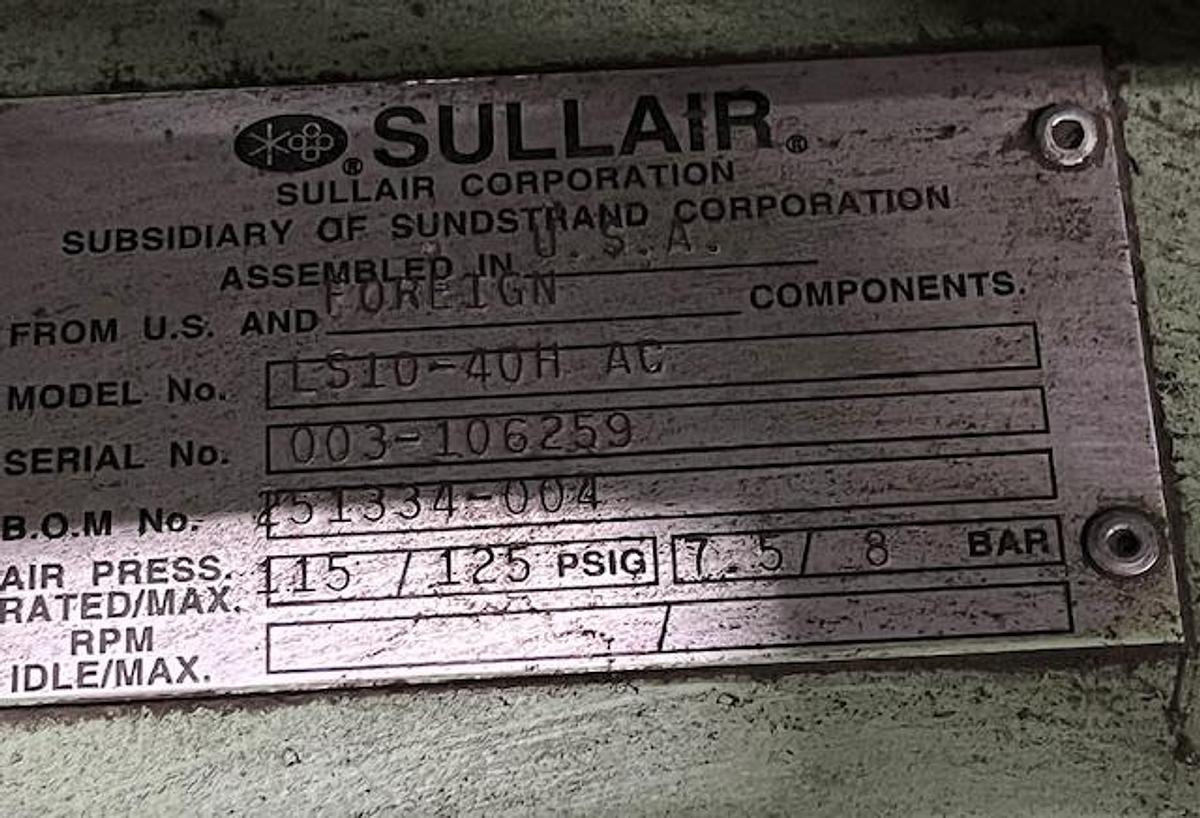 ® SULLAIR®
SULLAIR CORPORATION
SUBSIDIARY OF SUNDSTRAND CORPORATION
ASSEMBLED IN U.S.A.
FROM U.S. AND FOREIGN COMPONENTS.
MODEL No. LS10-40H AC
SERIAL No. 003-106259
B.O.M No. 251334-004
AIR PRESS. RATED/MAX. 115 / 125 PSIG 7.5/ 8 BAR
RPM IDLE/MAX. /